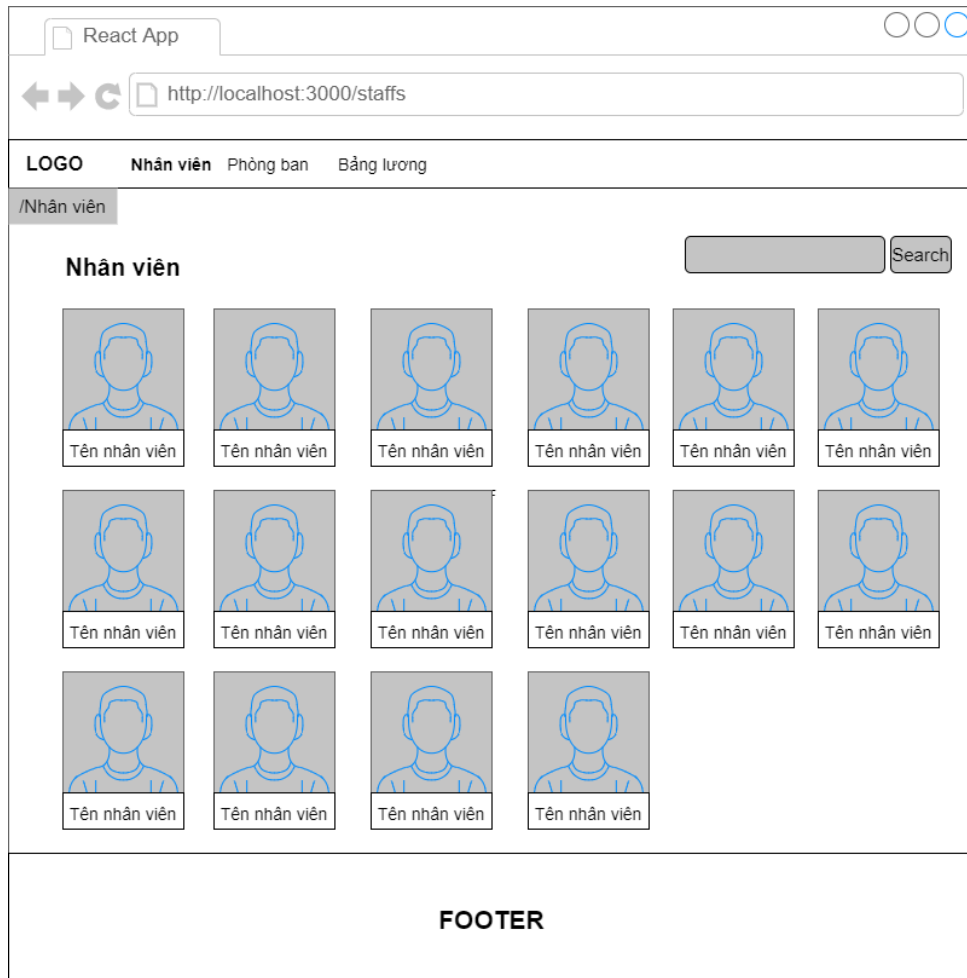 React App
http://localhost:3000/staffs
LOGO Nhân viên Phòng ban Bảng lương
/Nhân viên
Search
Nhân viên
Tên nhân viên Tên nhân viên Tên nhân viên Tên nhân viên Tên nhân viên Tên nhân viên
Tên nhân viên Tên nhân viên Tên nhân viên Tên nhân viên Tên nhân viên Tên nhân viên
Tên nhân viên Tên nhân viên Tên nhân viên Tên nhân viên
FOOTER